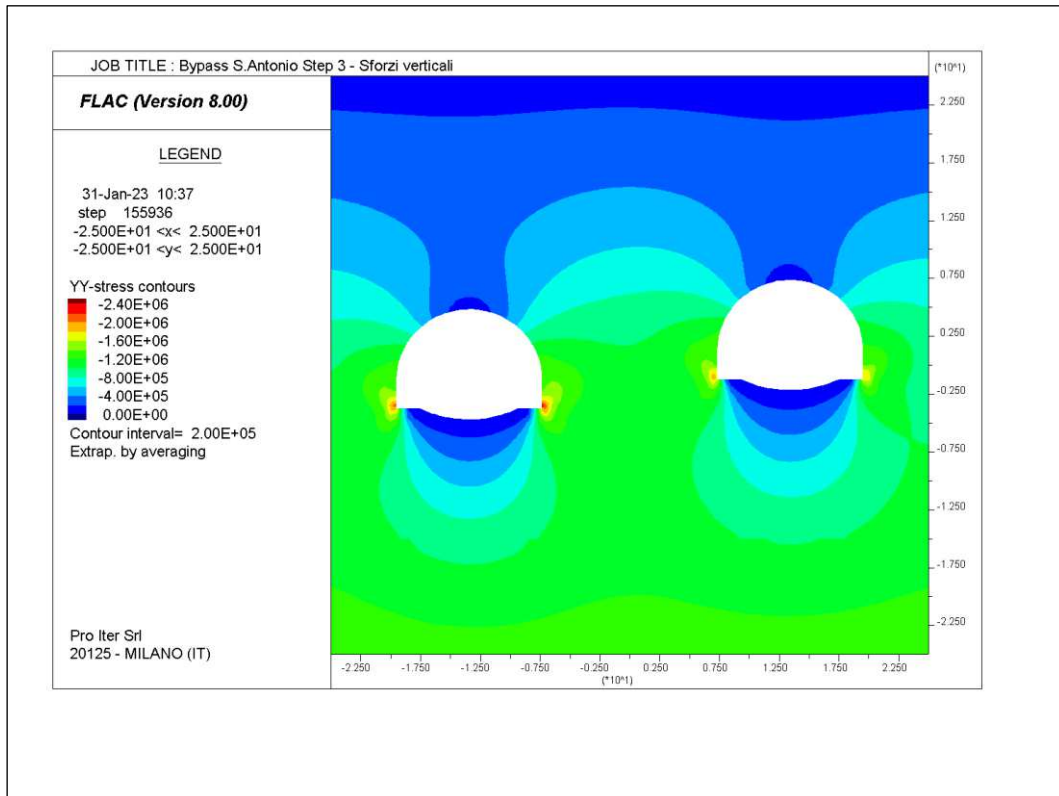 JOB TITLE : Bypass S.Antonio Step 3 - Sforzi verticali
(*10^1)
FLAC (Version 8.00)
LEGEND
31-Jan-23 10:37
step 155936
-2.500E+01 <x< 2.500E+01
-2.500E+01 <y< 2.500E+01
YY-stress contours
-2.40E+06
-2.00E+06
-1.60E+06
-1.20E+06
-8.00E+05
-4.00E+05
0.00E+00
Contour interval= 2.00E+05
Extrap. by averaging
Pro Iter Srl
20125 - MILANO (IT)
2.250
1.750
1.250
0.750
0.250
-0.250
-0.750
-1.250
-1.750
-2.250
-2.250 -1.750 -1.250 -0.750 -0.250 0.250 0.750 1.250 1.750 2.250
(*10^1)